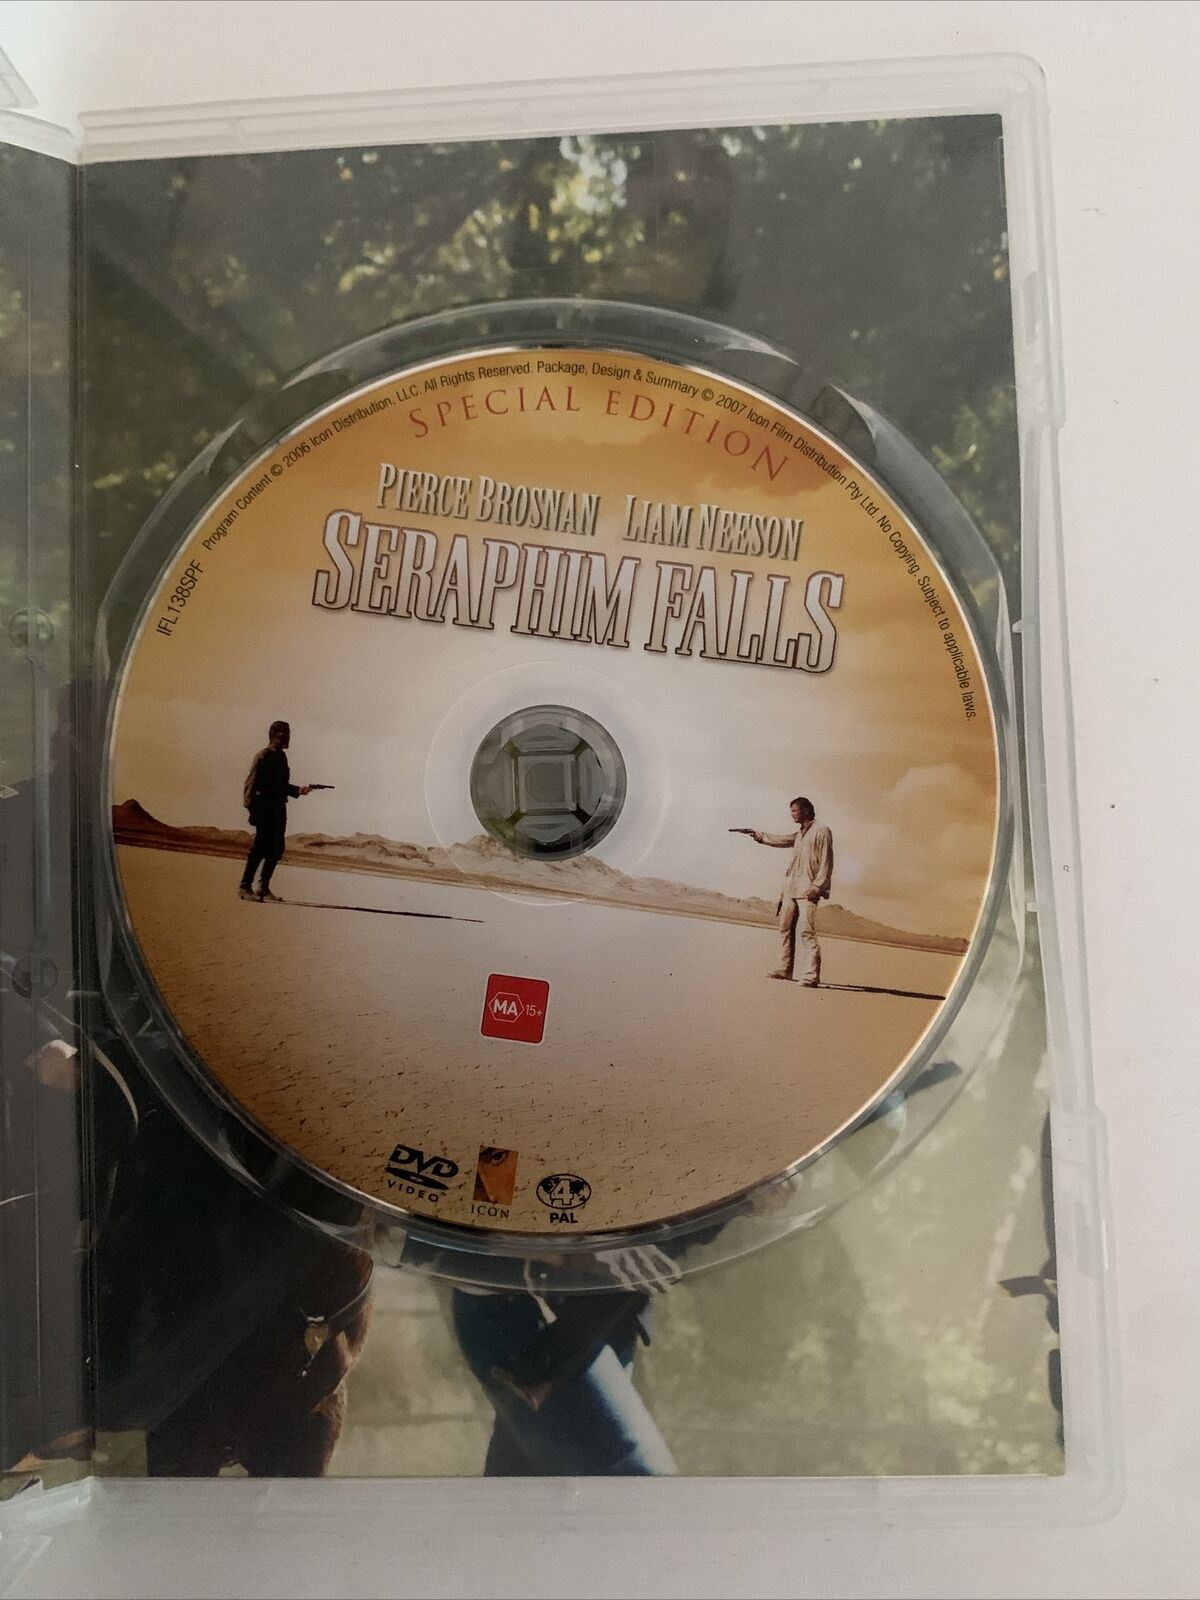 Program Content © 2006 Icon Distribution, LLC. All Rights Reserved. Package, Design & Summary © 2007 Icon Film Distribution Pty Ltd. No Copying. Subject to applicable laws.
SPECIAL EDITION
IFL138SPF
PIERCE BROSNAN LIAM NEESON
SERAPHIM FALLS
MA 15+
DVD
VIDEO
ICON
4
PAL